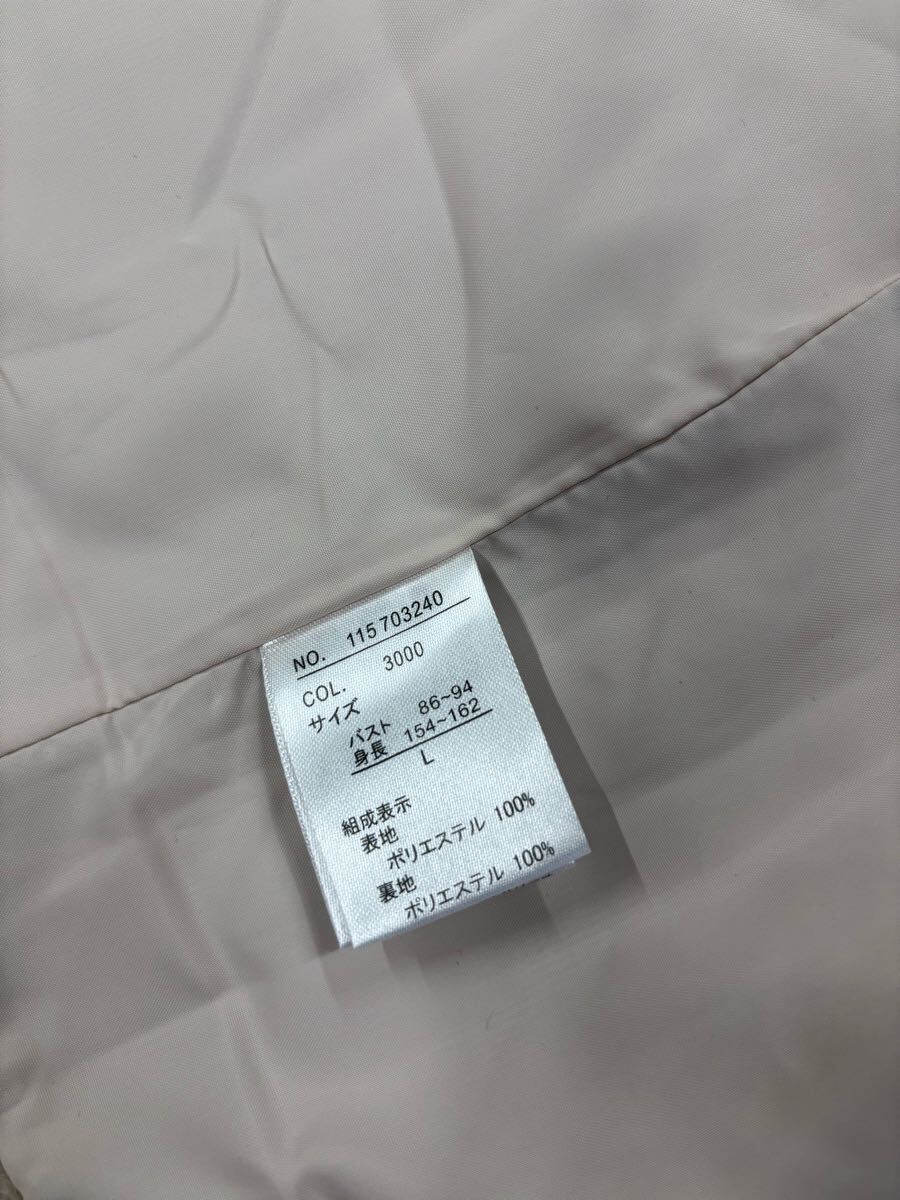 NO. 115703240
COL. 3000
サイズ
バスト 86~94
身長 154~162
L
組成表示
表地
ポリエステル 100%
裏地
ポリエステル 100%